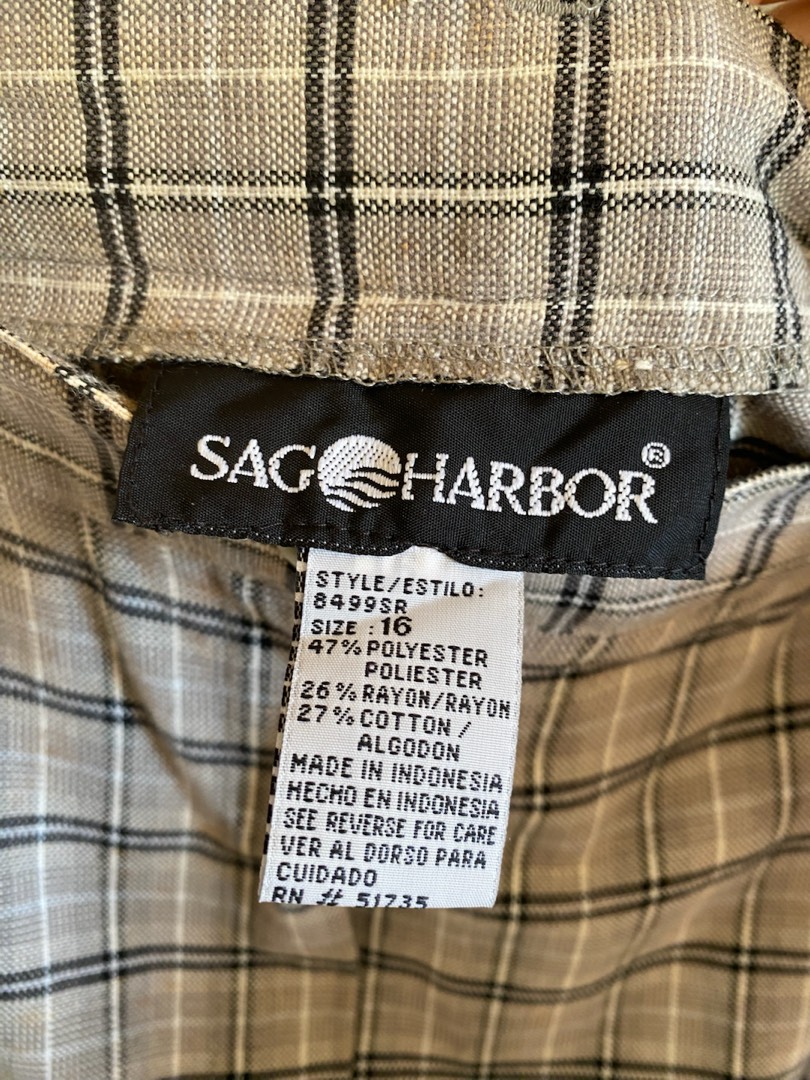 SAG HARBOR®
STYLE/ESTILO:
8499SR
SIZE :16
47% POLYESTER
POLIESTER
26% RAYON/RAYON
27% COTTON /
ALGODON
MADE IN INDONESIA
HECHO EN INDONESIA
SEE REVERSE FOR CARE
VER AL DORSO PARA
CUIDADO
RN # 51735